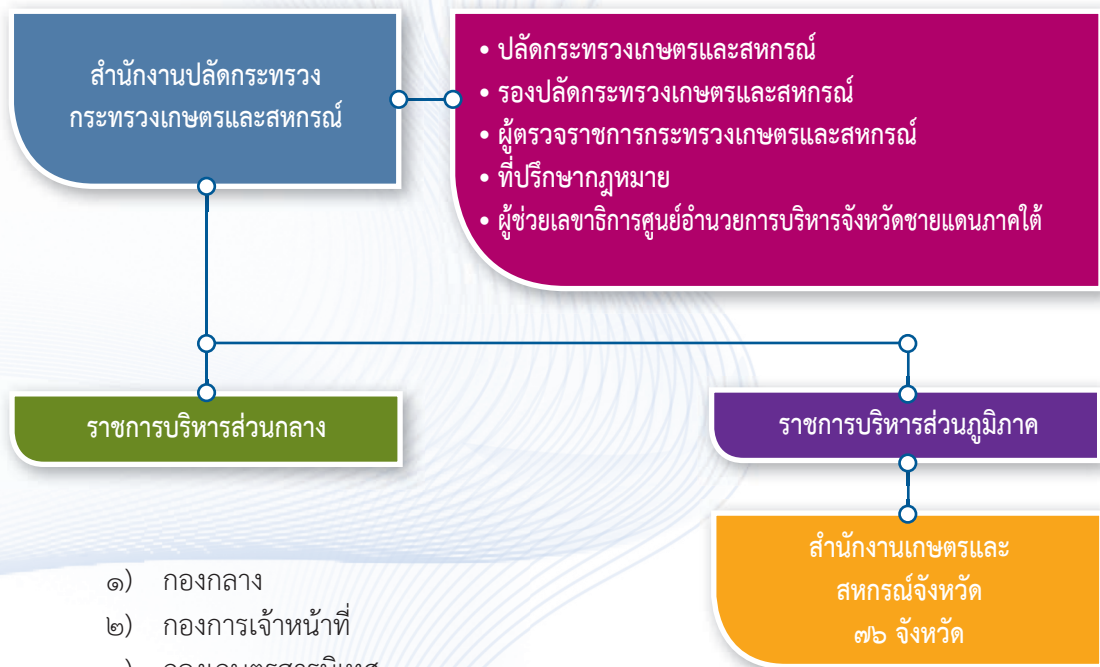 สำนักงานปลัดกระทรวง
กระทรวงเกษตรและสหกรณ์
• ปลัดกระทรวงเกษตรและสหกรณ์
• รองปลัดกระทรวงเกษตรและสหกรณ์
• ผู้ตรวจราชการกระทรวงเกษตรและสหกรณ์
• ที่ปรึกษากฎหมาย
• ผู้ช่วยเลขาธิการศูนย์อำนวยการบริหารจังหวัดชายแดนภาคใต้
ราชการบริหารส่วนกลาง
ราชการบริหารส่วนภูมิภาค
สำนักงานเกษตรและ
สหกรณ์จังหวัด
๗๖ จังหวัด
๑) กองกลาง
๒) กองการเจ้าหน้าที่